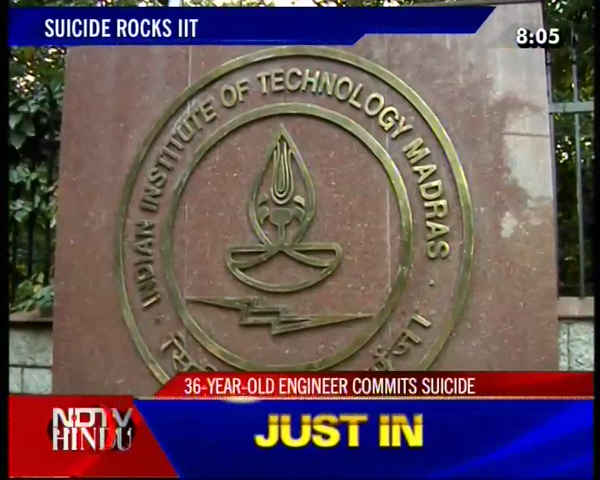 SUICIDE ROCKS IIT
8:05
INDIAN INSTITUTE OF TECHNOLOGY MADRAS
36-YEAR-OLD ENGINEER COMMITS SUICIDE
NDTV
HINDU
JUST IN